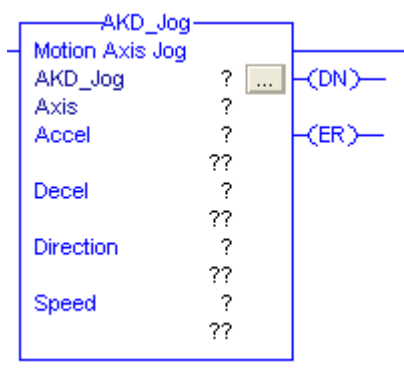 AKD_Jog
Motion Axis Jog
AKD_Jog ? ... (DN)
Axis ?
Accel ? (ER)
??
Decel ?
??
Direction ?
??
Speed ?
??